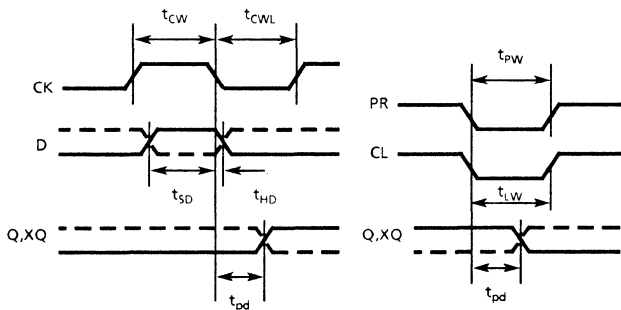 tCW
tCWL
CK
D
tSD
tHD
Q,XQ
tpd
tPW
PR
CL
tLW
Q,XQ
tpd